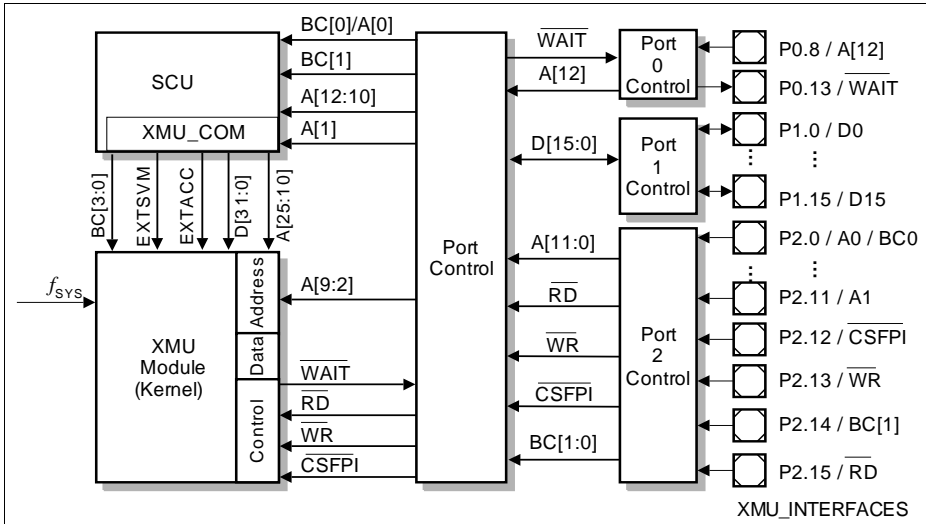 SCU
XMU_COM
BC[0]/A[0]
BC[1]
A[12:10]
A[1]
BC[3:0]
EXTSVM
EXTACC
D[31:0]
A[25:10]
fSYS
XMU
Module
(Kernel)
Address
Data
Control
A[9:2]
WAIT
RD
WR
CSFPI
Port
Control
WAIT
A[12]
D[15:0]
A[11:0]
RD
WR
CSFPI
BC[1:0]
Port
0
Control
Port
1
Control
Port
2
Control
P0.8 / A[12]
P0.13 / WAIT
P1.0 / D0
P1.15 / D15
P2.0 / A0 / BC0
P2.11 / A1
P2.12 / CSFPI
P2.13 / WR
P2.14 / BC[1]
P2.15 / RD
XMU_INTERFACES